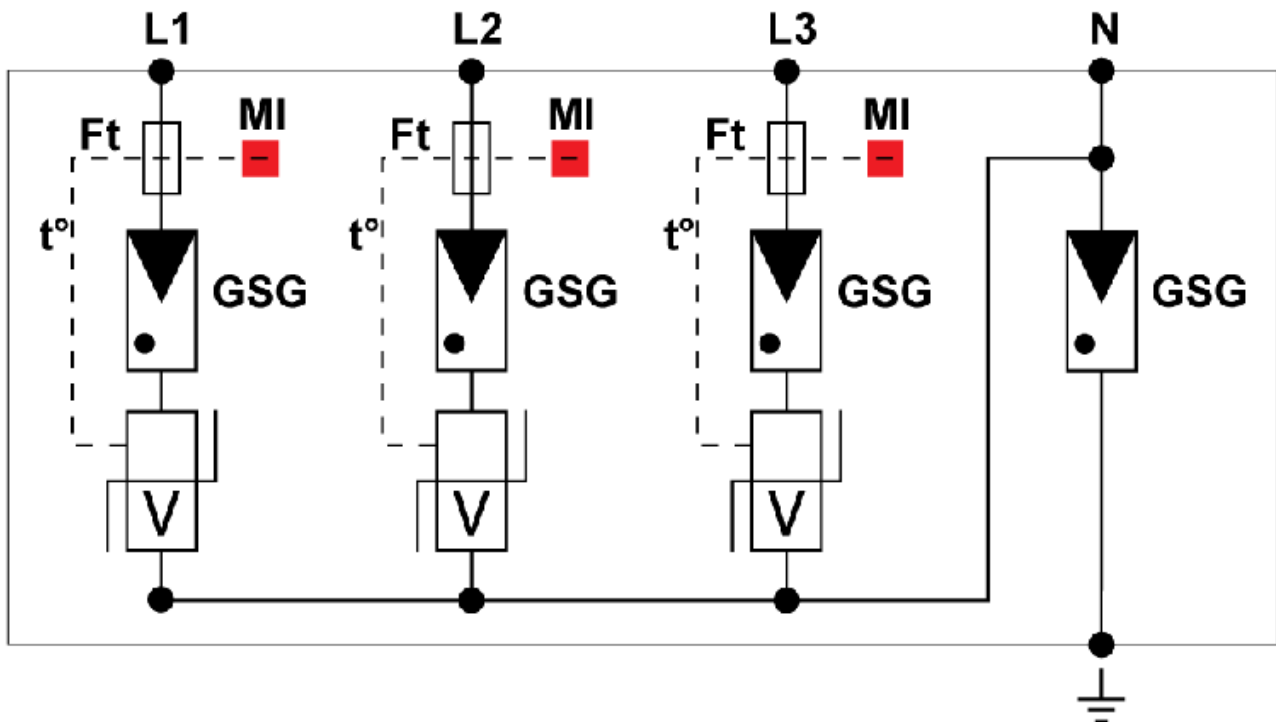 L1 L2 L3 N
Ft MI Ft MI Ft MI
t° t° t°
GSG GSG GSG GSG
V V V